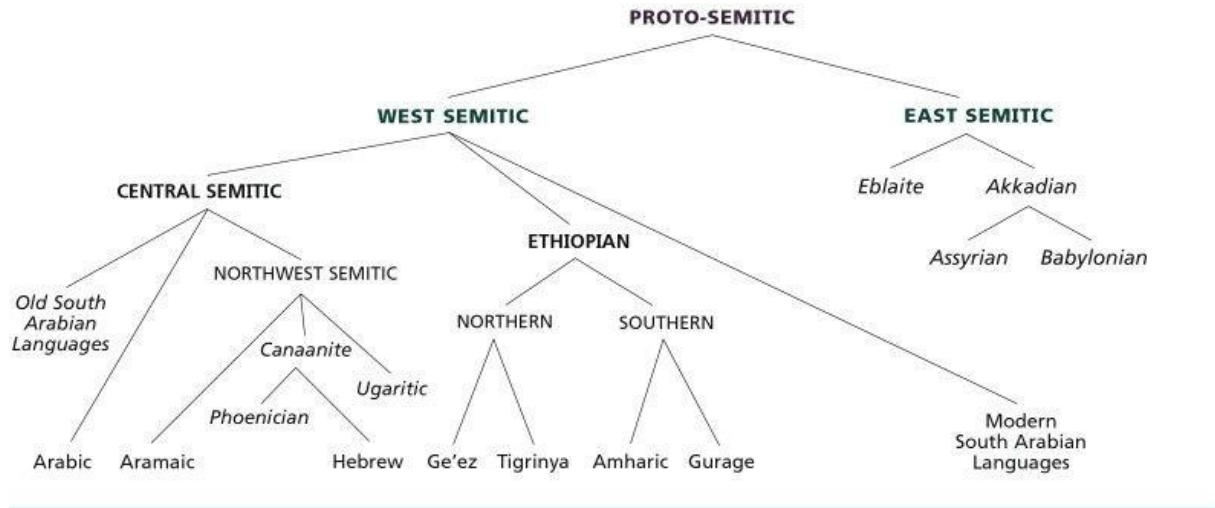 PROTO-SEMITIC
WEST SEMITIC
EAST SEMITIC
CENTRAL SEMITIC
Eblaite
Akkadian
ETHIOPIAN
Assyrian
Babylonian
NORTHWEST SEMITIC
Old South
Arabian
Languages
NORTHERN
SOUTHERN
Canaanite
Ugaritic
Phoenician
Modern
South Arabian
Languages
Arabic
Aramaic
Hebrew
Ge’ez
Tigrinya
Amharic
Gurage